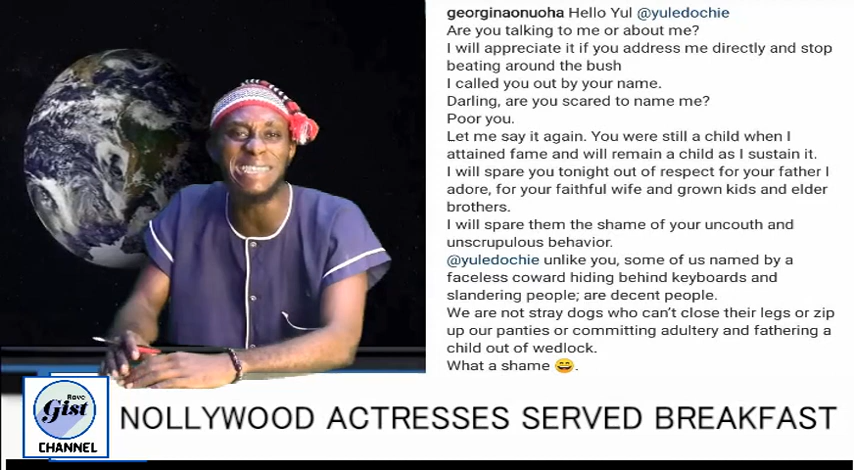 georginaonuoha Hello Yul @yuledochie
Are you talking to me or about me?
I will appreciate it if you address me directly and stop
beating around the bush
I called you out by your name.
Darling, are you scared to name me?
Poor you.
Let me say it again. You were still a child when I
attained fame and will remain a child as I sustain it.
I will spare you tonight out of respect for your father I
adore, for your faithful wife and grown kids and elder
brothers.
I will spare them the shame of your uncouth and
unscrupulous behavior.
@yuledochie unlike you, some of us named by a
faceless coward hiding behind keyboards and
slandering people; are decent people.
We are not stray dogs who can't close their legs or zip
up our panties or committing adultery and fathering a
child out of wedlock.
What a shame 😄.
Rave
Gist
CHANNEL
NOLLYWOOD ACTRESSES SERVED BREAKFAST